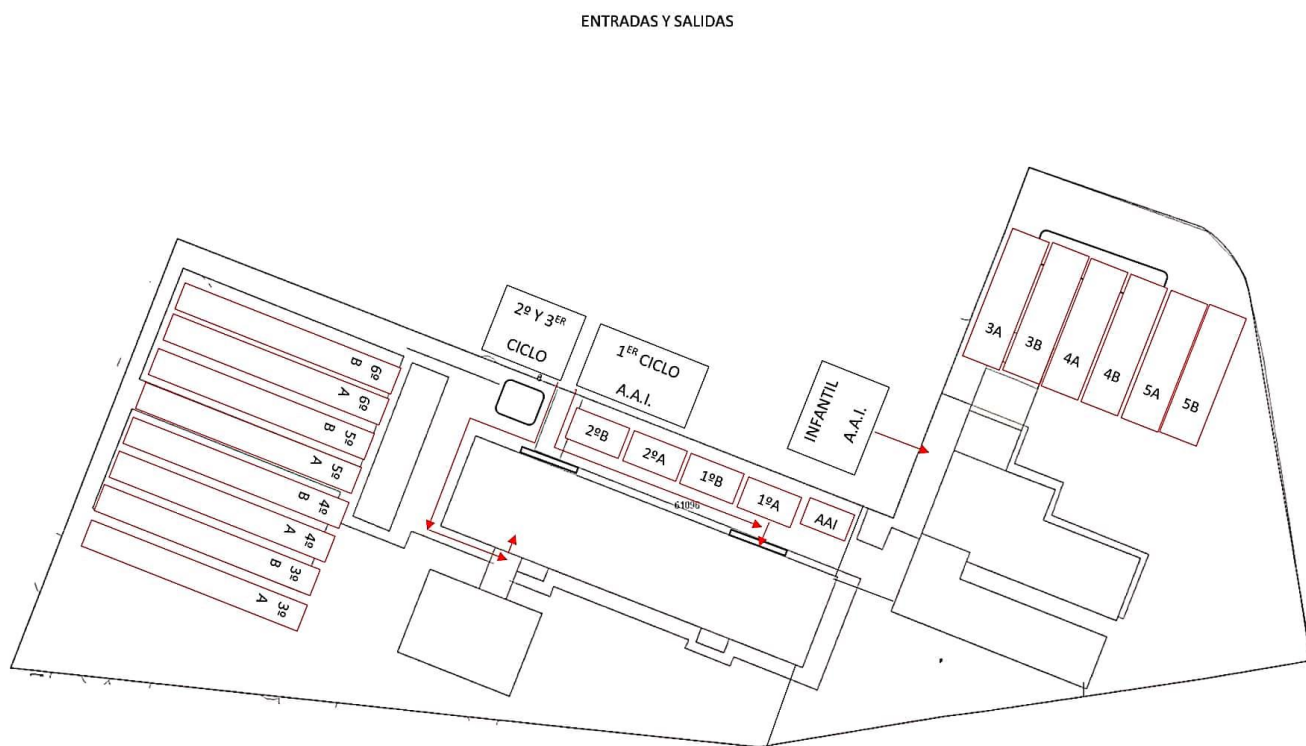 ENTRADAS Y SALIDAS
2º Y 3ᴱᴿ
CICLO
8
1ᴱᴿ CICLO
A.A.I.
INFANTIL
A.A.I.
3A
3B
4A
4B
5A
5B
6º
B
6º
A
5º
B
5º
A
4º
B
4º
A
3º
B
3º
A
2ºB
2ºA
1ºB
1ºA
AAI
61096